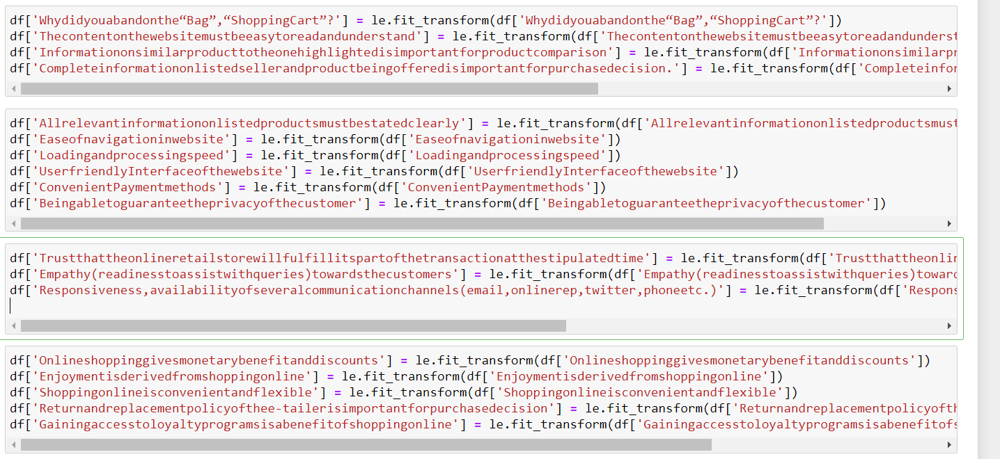 df['Whydidyouabandonthe“Bag”,“ShoppingCart”?'] = le.fit_transform(df['Whydidyouabandonthe“Bag”,“ShoppingCart”?'])
df['Thecontentonthewebsitemustbeeasytoreadandunderstand'] = le.fit_transform(df['Thecontentonthewebsitemustbeeasytoreadandunderst
df['Informationonsimilarproducttotheonehighlightedisimportantforproductcomparison'] = le.fit_transform(df['Informationonsimilarpr
df['Completeinformationonlistedsellerandproductbeingofferedisimportantforpurchasedecision.'] = le.fit_transform(df['Completeinfor
df['Allrelevantinformationonlistedproductsmustbestatedclearly'] = le.fit_transform(df['Allrelevantinformationonlistedproductsmust
df['Easeofnavigationinwebsite'] = le.fit_transform(df['Easeofnavigationinwebsite'])
df['Loadingandprocessingspeed'] = le.fit_transform(df['Loadingandprocessingspeed'])
df['UserfriendlyInterfaceofthewebsite'] = le.fit_transform(df['UserfriendlyInterfaceofthewebsite'])
df['ConvenientPaymentmethods'] = le.fit_transform(df['ConvenientPaymentmethods'])
df['Beingabletoguaranteetheprivacyofthecustomer'] = le.fit_transform(df['Beingabletoguaranteetheprivacyofthecustomer'])
df['Trustthattheonlineretailstorewillfulfillitspartofthetransactionatthestipulatedtime'] = le.fit_transform(df['Trustthattheonlin
df['Empathy(readinesstoassistwithqueries)towardsthecustomers'] = le.fit_transform(df['Empathy(readinesstoassistwithqueries)toward
df['Responsiveness,availabilityofseveralcommunicationchannels(email,onlinerep,twitter,phoneetc.)'] = le.fit_transform(df['Respons
df['Onlineshoppinggivesmonetarybenefitanddiscounts'] = le.fit_transform(df['Onlineshoppinggivesmonetarybenefitanddiscounts'])
df['Enjoymentisderivedfromshoppingonline'] = le.fit_transform(df['Enjoymentisderivedfromshoppingonline'])
df['Shoppingonlineisconvenientandflexible'] = le.fit_transform(df['Shoppingonlineisconvenientandflexible'])
df['Returnandreplacementpolicyofthee-tailerisimportantforpurchasedecision'] = le.fit_transform(df['Returnandreplacementpolicyofth
df['Gainingaccesstoloyaltyprogramsisabenefitofshoppingonline'] = le.fit_transform(df['Gainingaccesstoloyaltyprogramsisabenefitofs